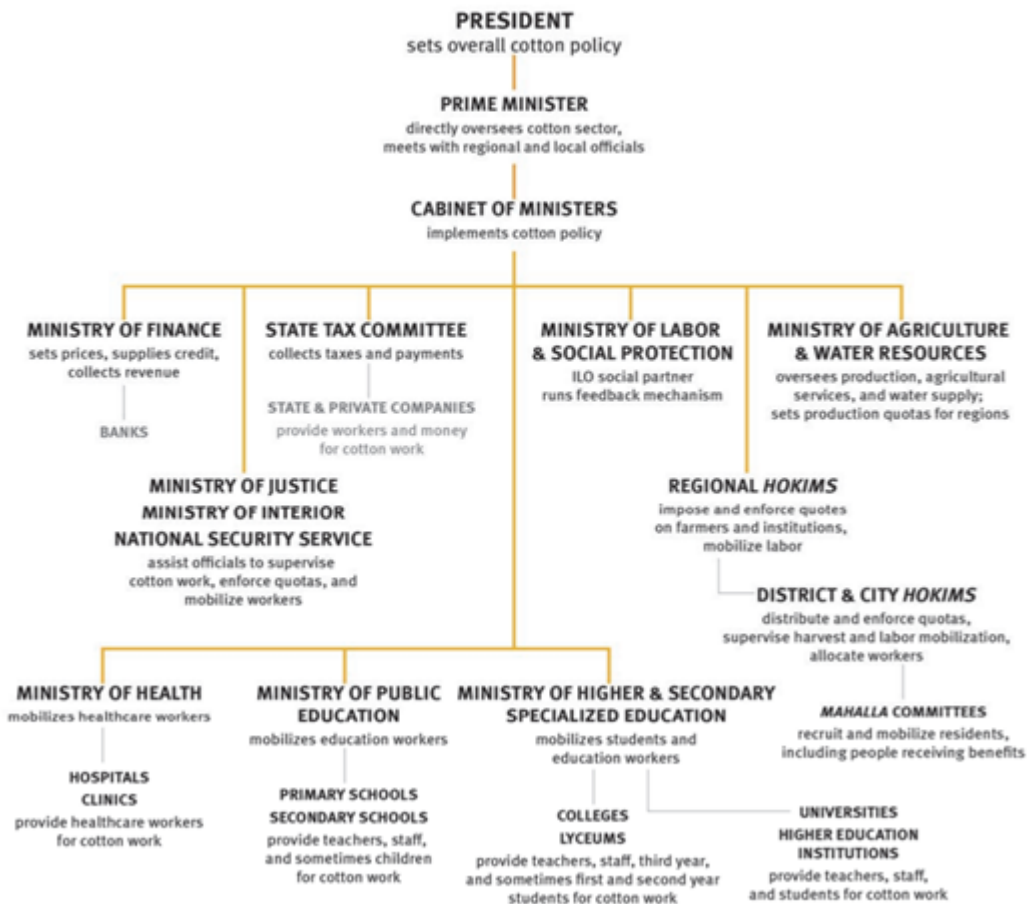 PRESIDENT
sets overall cotton policy
PRIME MINISTER
directly oversees cotton sector,
meets with regional and local officials
CABINET OF MINISTERS
implements cotton policy
MINISTRY OF FINANCE
sets prices, supplies credit,
collects revenue
BANKS
STATE TAX COMMITTEE
collects taxes and payments
STATE & PRIVATE COMPANIES
provide workers and money
for cotton work
MINISTRY OF LABOR
& SOCIAL PROTECTION
ILO social partner
runs feedback mechanism
MINISTRY OF AGRICULTURE
& WATER RESOURCES
oversees production, agricultural
services, and water supply;
sets production quotas for regions
MINISTRY OF JUSTICE
MINISTRY OF INTERIOR
NATIONAL SECURITY SERVICE
assist officials to supervise
cotton work, enforce quotas, and
mobilize workers
REGIONAL HOKIMS
impose and enforce quotes
on farmers and institutions,
mobilize labor
DISTRICT & CITY HOKIMS
distribute and enforce quotas,
supervise harvest and labor mobilization,
allocate workers
MAHALLA COMMITTEES
recruit and mobilize residents,
including people receiving benefits
MINISTRY OF HEALTH
mobilizes healthcare workers
HOSPITALS
CLINICS
provide healthcare workers
for cotton work
MINISTRY OF PUBLIC
EDUCATION
mobilizes education workers
PRIMARY SCHOOLS
SECONDARY SCHOOLS
provide teachers, staff,
and sometimes children
for cotton work
MINISTRY OF HIGHER & SECONDARY
SPECIALIZED EDUCATION
mobilizes students and
education workers
COLLEGES
LYCEUMS
provide teachers, staff, third year,
and sometimes first and second year
students for cotton work
UNIVERSITIES
HIGHER EDUCATION
INSTITUTIONS
provide teachers, staff,
and students for cotton work